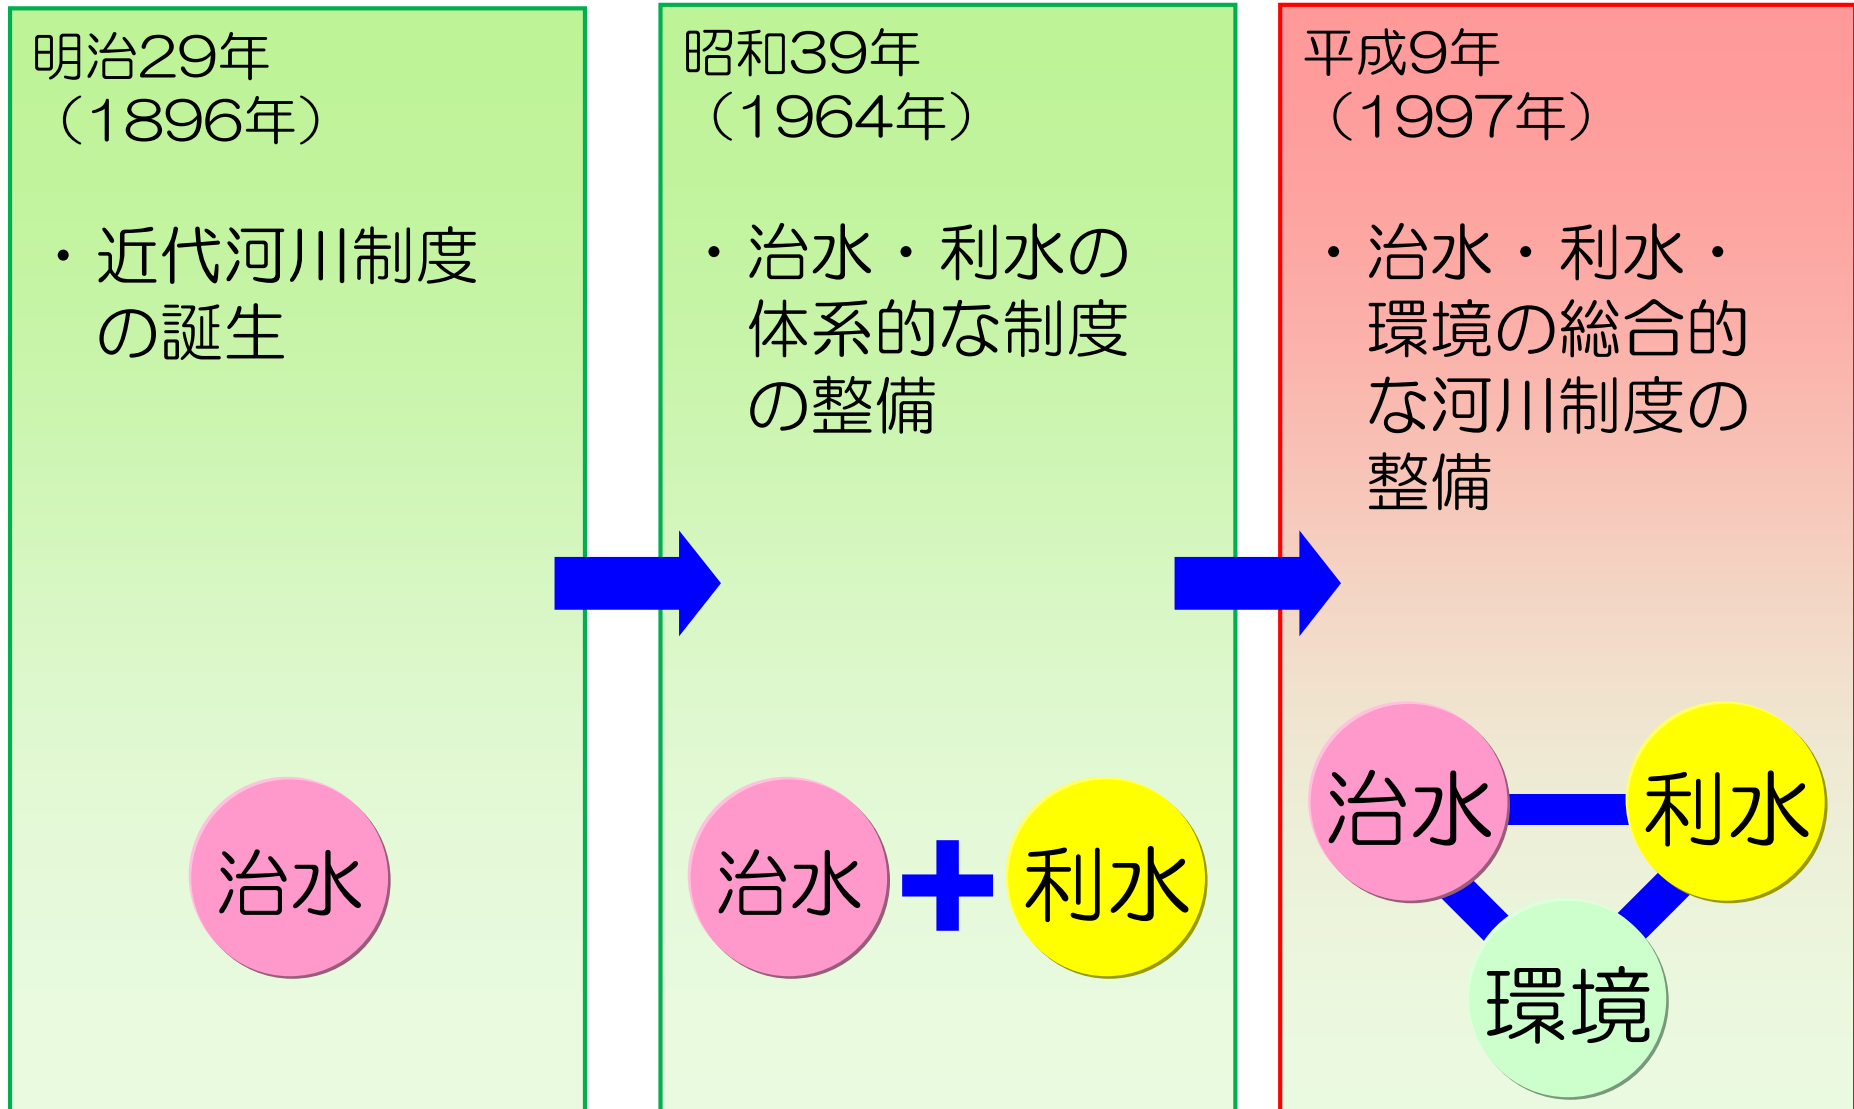 明治29年
（1896年）
・近代河川制度
の誕生
治水
昭和39年
（1964年）
・治水・利水の
体系的な制度
の整備
治水
利水
平成9年
（1997年）
・治水・利水・
環境の総合的
な河川制度の
整備
治水
利水
環境